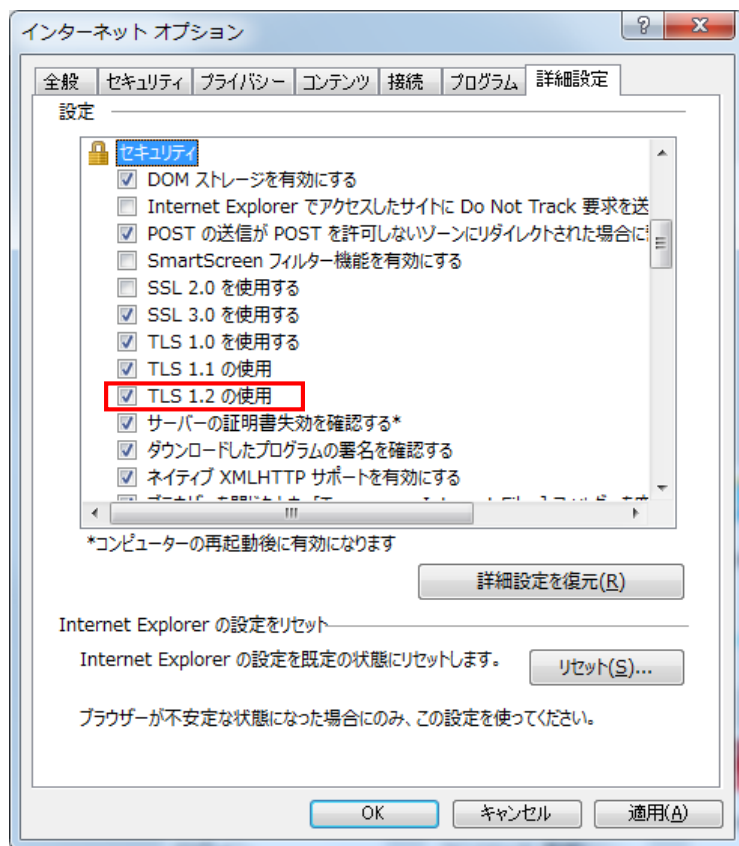 インターネット オプション
全般 セキュリティ プライバシー コンテンツ 接続 プログラム 詳細設定
設定
セキュリティ
DOM ストレージを有効にする
Internet Explorer でアクセスしたサイトに Do Not Track 要求を送
POST の送信が POST を許可しないゾーンにリダイレクトされた場合に
SmartScreen フィルター機能を有効にする
SSL 2.0 を使用する
SSL 3.0 を使用する
TLS 1.0 を使用する
TLS 1.1 の使用
TLS 1.2 の使用
サーバーの証明書失効を確認する*
ダウンロードしたプログラムの署名を確認する
ネイティブ XMLHTTP サポートを有効にする
*コンピューターの再起動後に有効になります
詳細設定を復元(R)
Internet Explorer の設定をリセット
Internet Explorer の設定を既定の状態にリセットします。
リセット(S)...
ブラウザーが不安定な状態になった場合にのみ、この設定を使ってください。
OK キャンセル 適用(A)